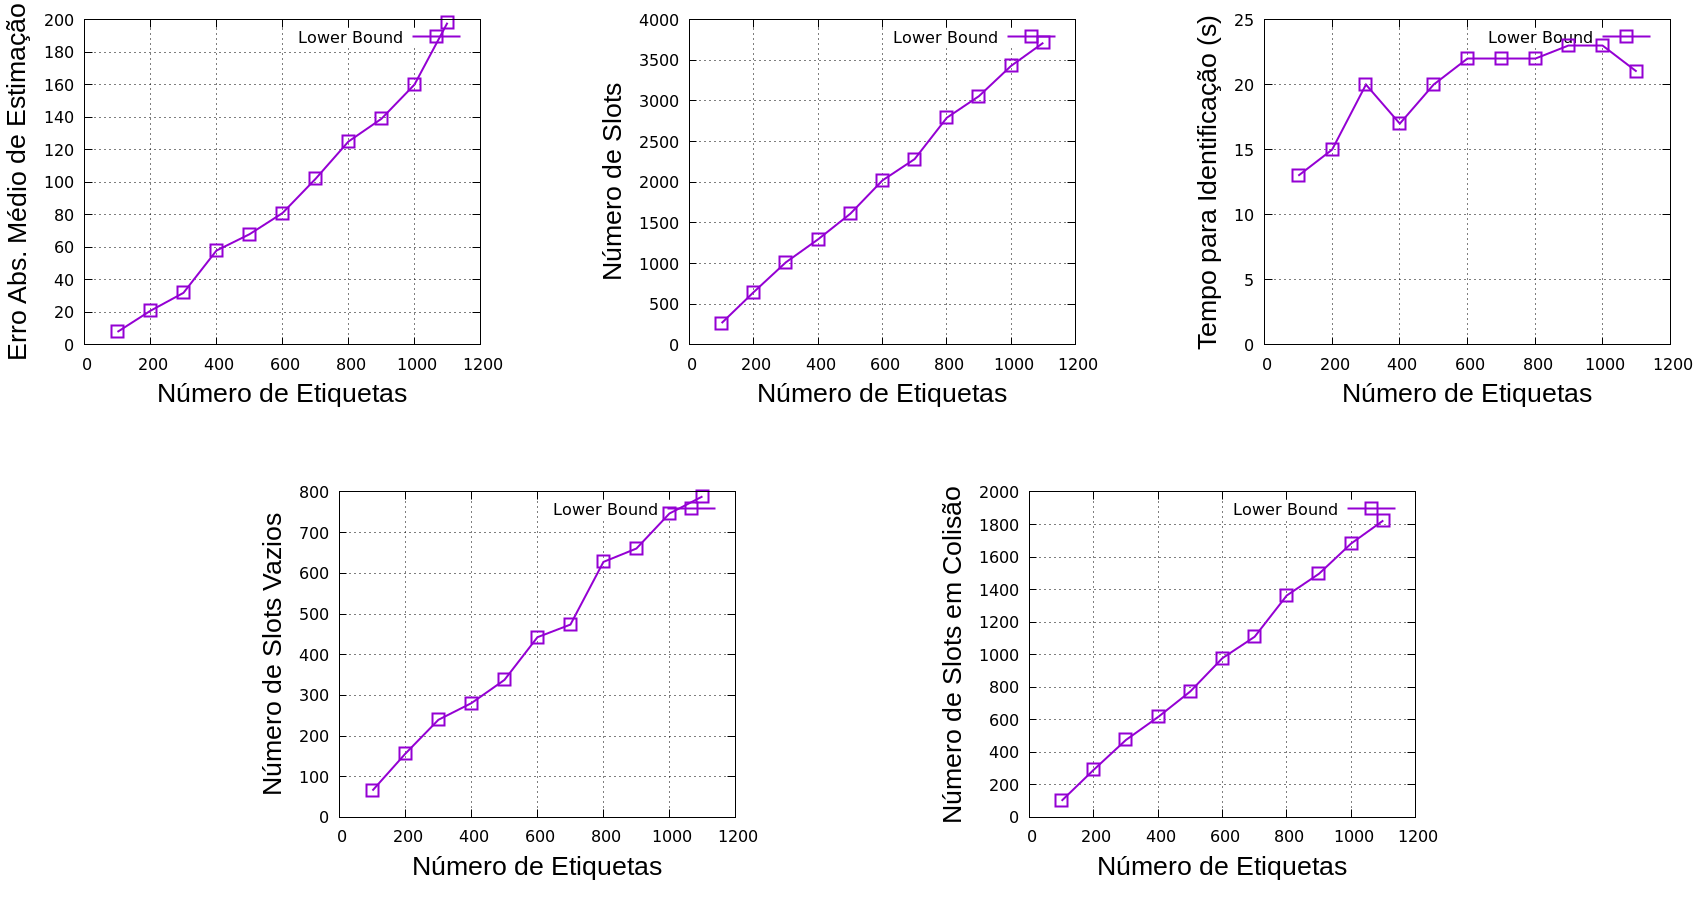 Erro Abs. Médio de Estimação
200
180
160
140
120
100
80
60
40
20
0
Lower Bound
0 200 400 600 800 1000 1200
Número de Etiquetas
Número de Slots
4000
3500
3000
2500
2000
1500
1000
500
0
Lower Bound
0 200 400 600 800 1000 1200
Número de Etiquetas
Tempo para Identificação (s)
25
20
15
10
5
0
Lower Bound
0 200 400 600 800 1000 1200
Número de Etiquetas
Número de Slots Vazios
800
700
600
500
400
300
200
100
0
Lower Bound
0 200 400 600 800 1000 1200
Número de Etiquetas
Número de Slots em Colisão
2000
1800
1600
1400
1200
1000
800
600
400
200
0
Lower Bound
0 200 400 600 800 1000 1200
Número de Etiquetas